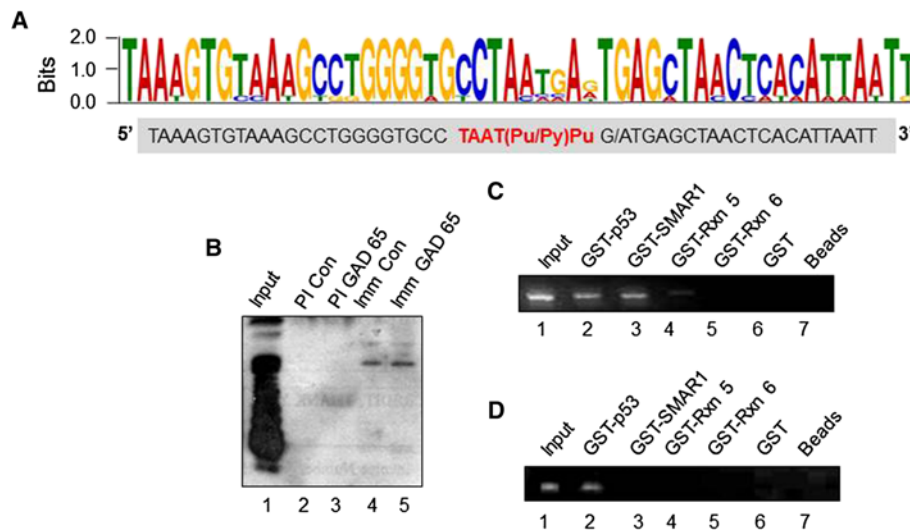 A
2.0
Bits
1.0
0.0
TAAAGTGTAAAGCCTGGGGTGCCTAATGAGTGAGCTAACTCACATTAATT
5' TAAAGTGTAAAGCCTGGGGTGCC TAAT(Pu/Py)Pu G/ATGAGCTAACTCACATTAATT 3'
B
Input
PI Con
PI GAD 65
Imm Con
Imm GAD 65
1 2 3 4 5
C
Input
GST-p53
GST-SMAR1
GST-Rxn 5
GST-Rxn 6
GST
Beads
1 2 3 4 5 6 7
D
Input
GST-p53
GST-SMAR1
GST-Rxn 5
GST-Rxn 6
GST
Beads
1 2 3 4 5 6 7